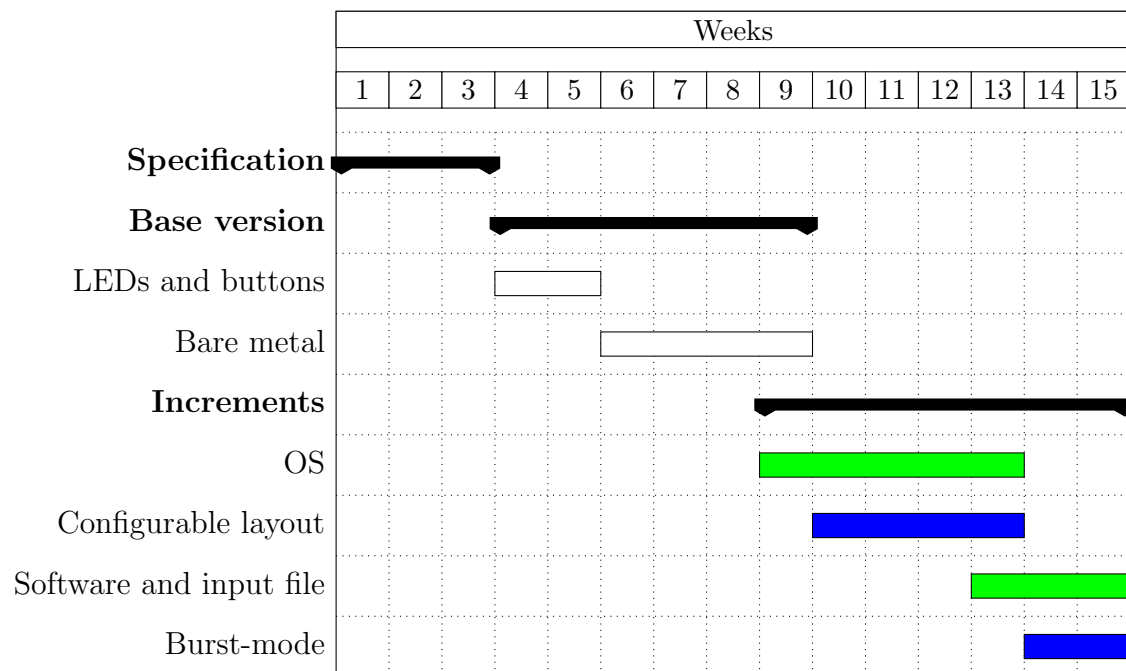 Weeks
1 2 3 4 5 6 7 8 9 10 11 12 13 14 15
Specification
Base version
LEDs and buttons
Bare metal
Increments
OS
Configurable layout
Software and input file
Burst-mode